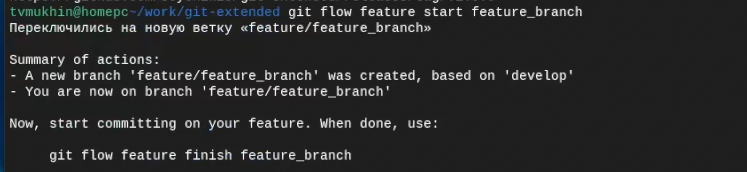 tvmukhin@homepc~/work/git-extended git flow feature start feature_branch
Переключились на новую ветку «feature/feature_branch»
Summary of actions:
- A new branch 'feature/feature_branch' was created, based on 'develop'
- You are now on branch 'feature/feature_branch'
Now, start committing on your feature. When done, use:
git flow feature finish feature_branch